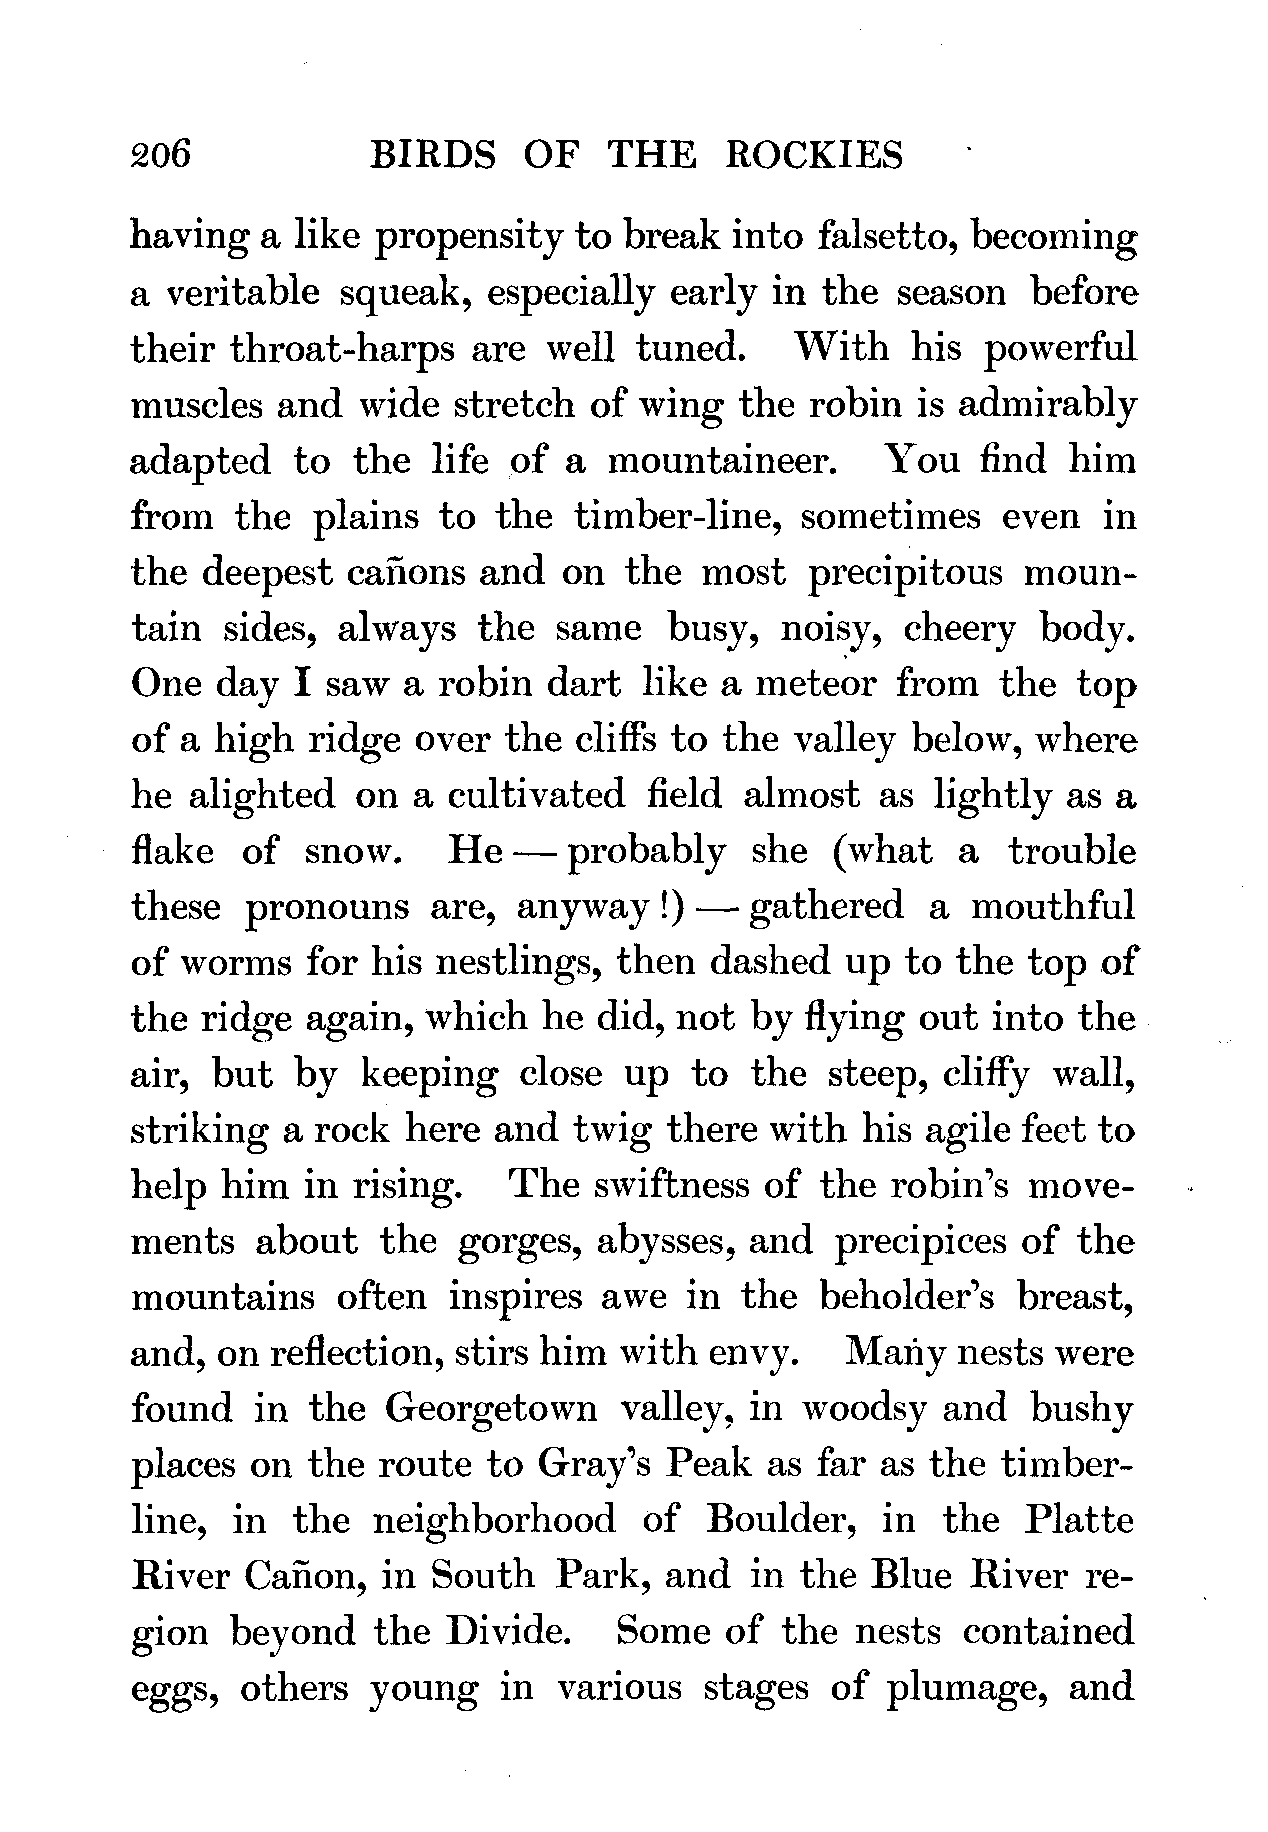 206 BIRDS OF THE ROCKIES
having a like propensity to break into falsetto, becoming
a veritable squeak, especially early in the season before
their throat-harps are well tuned. With his powerful
muscles and wide stretch of wing the robin is admirably
adapted to the life of a mountaineer. You find him
from the plains to the timber-line, sometimes even in
the deepest cañons and on the most precipitous moun-
tain sides, always the same busy, noisy, cheery body.
One day I saw a robin dart like a meteor from the top
of a high ridge over the cliffs to the valley below, where
he alighted on a cultivated field almost as lightly as a
flake of snow. He — probably she (what a trouble
these pronouns are, anyway!) — gathered a mouthful
of worms for his nestlings, then dashed up to the top of
the ridge again, which he did, not by flying out into the
air, but by keeping close up to the steep, cliffy wall,
striking a rock here and twig there with his agile feet to
help him in rising. The swiftness of the robin's move-
ments about the gorges, abysses, and precipices of the
mountains often inspires awe in the beholder's breast,
and, on reflection, stirs him with envy. Many nests were
found in the Georgetown valley, in woodsy and bushy
places on the route to Gray's Peak as far as the timber-
line, in the neighborhood of Boulder, in the Platte
River Cañon, in South Park, and in the Blue River re-
gion beyond the Divide. Some of the nests contained
eggs, others young in various stages of plumage, and